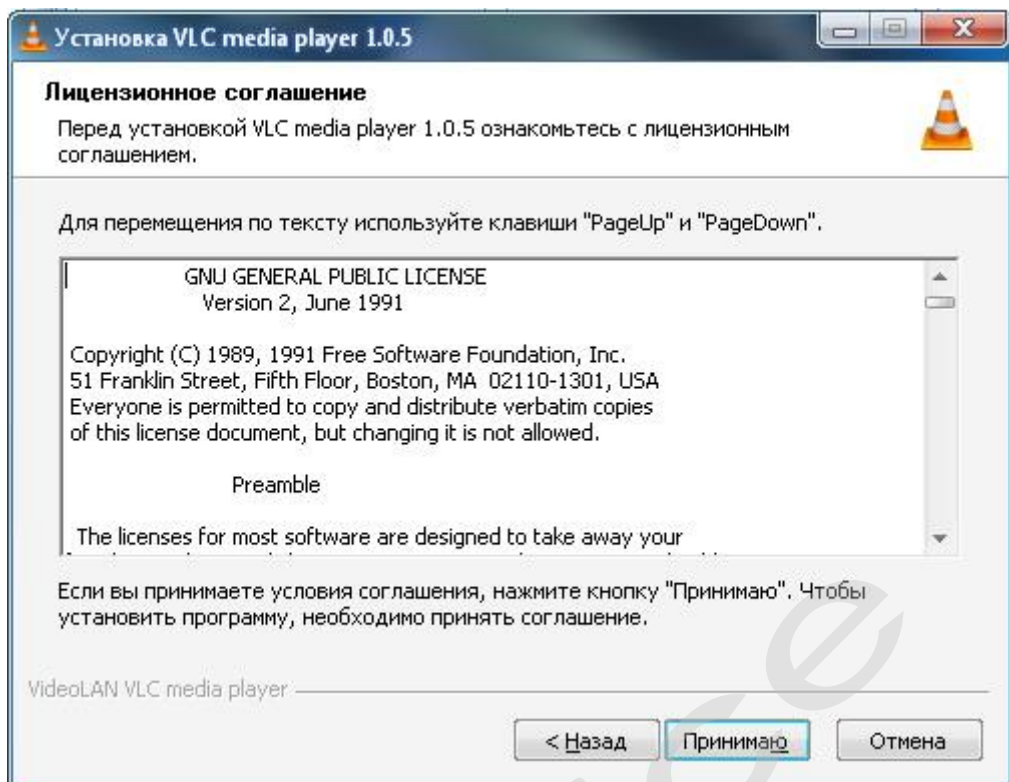 Установка VLC media player 1.0.5
Лицензионное соглашение
Перед установкой VLC media player 1.0.5 ознакомьтесь с лицензионным
соглашением.
Для перемещения по тексту используйте клавиши "PageUp" и "PageDown".
GNU GENERAL PUBLIC LICENSE
Version 2, June 1991
Copyright (C) 1989, 1991 Free Software Foundation, Inc.
51 Franklin Street, Fifth Floor, Boston, MA  02110-1301, USA
Everyone is permitted to copy and distribute verbatim copies
of this license document, but changing it is not allowed.
Preamble
The licenses for most software are designed to take away your
Если вы принимаете условия соглашения, нажмите кнопку "Принимаю". Чтобы
установить программу, необходимо принять соглашение.
VideoLAN VLC media player
< Назад Принимаю Отмена